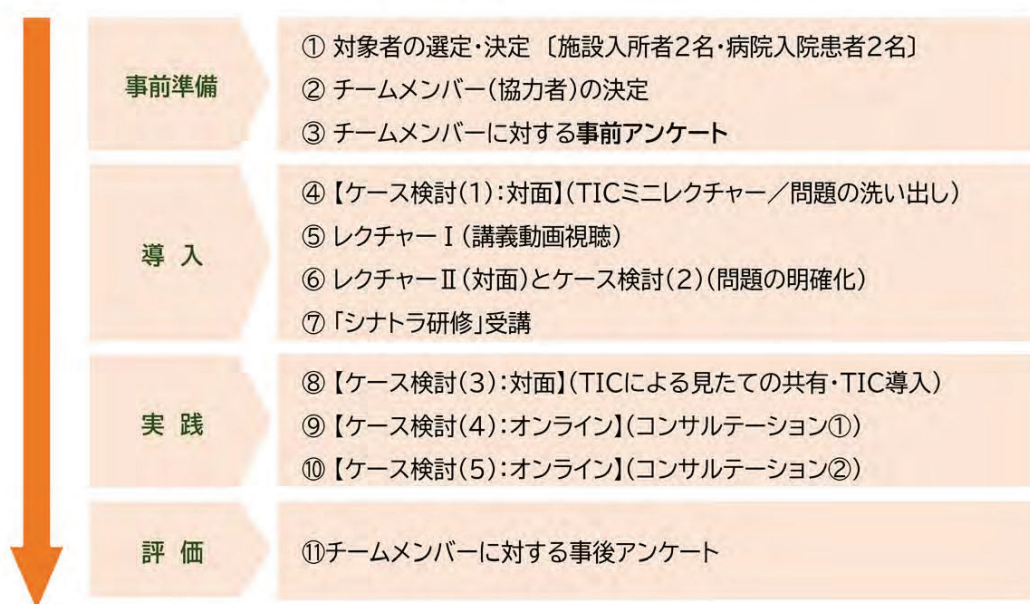 事前準備
① 対象者の選定・決定 〔施設入所者2名・病院入院患者2名〕
② チームメンバー(協力者)の決定
③ チームメンバーに対する事前アンケート
導 入
④ 【ケース検討(1):対面】(TICミニレクチャー／問題の洗い出し)
⑤ レクチャーⅠ(講義動画視聴)
⑥ レクチャーⅡ(対面)とケース検討(2)(問題の明確化)
⑦ 「シナトラ研修」受講
実 践
⑧ 【ケース検討(3):対面】(TICによる見たての共有・TIC導入)
⑨ 【ケース検討(4):オンライン】(コンサルテーション①)
⑩ 【ケース検討(5):オンライン】(コンサルテーション②)
評 価
⑪チームメンバーに対する事後アンケート